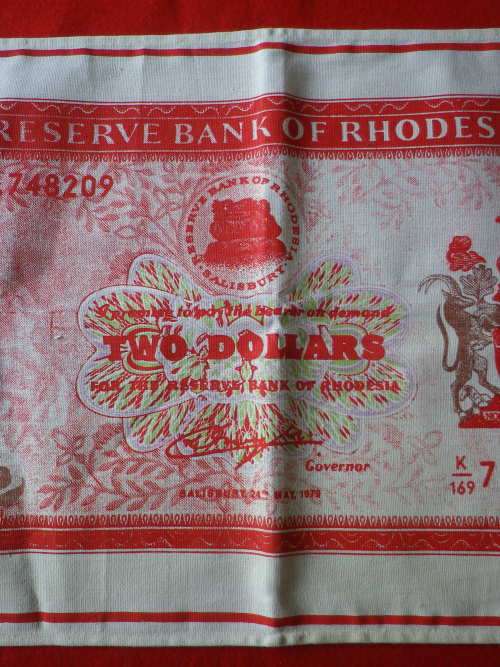 RESERVE BANK OF RHODES
748209
RESERVE BANK OF RHODESIA
SALISBURY
I promise to pay the bearer on demand
TWO DOLLARS
FOR THE RESERVE BANK OF RHODESIA
Governor
SALISBURY, 24TH MAY, 1979
K
169 7